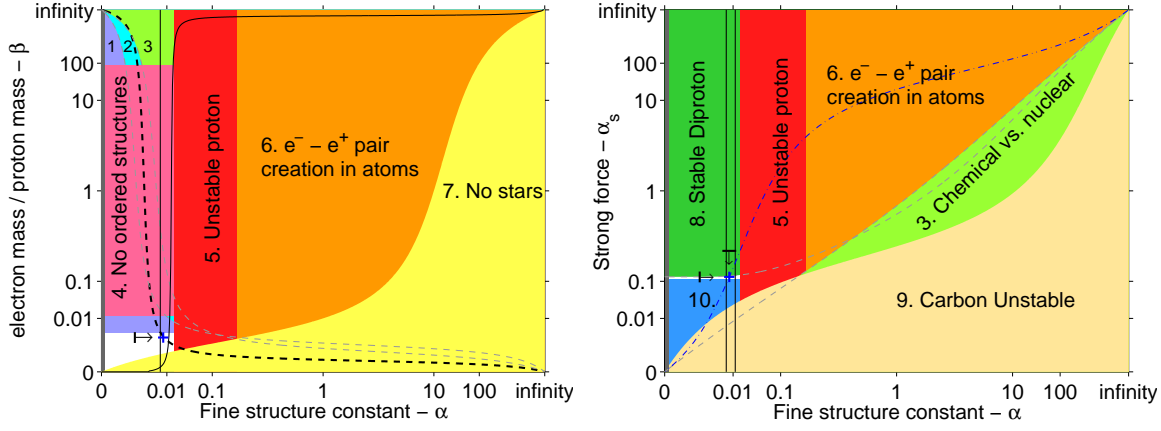 infinity
100
10
1
0.1
0.01
0
electron mass / proton mass – β
1
2
3
4. No ordered structures
5. Unstable proton
6. e⁻ – e⁺ pair
creation in atoms
7. No stars
0
0.01
0.1
1
10
100
infinity
Fine structure constant – α
infinity
100
10
1
0.1
0.01
0
Strong force – αₛ
8. Stable Diproton
5. Unstable proton
6. e⁻ – e⁺ pair
creation in atoms
3. Chemical vs. nuclear
10.
9. Carbon Unstable
0
0.01
0.1
1
10
100
infinity
Fine structure constant – α